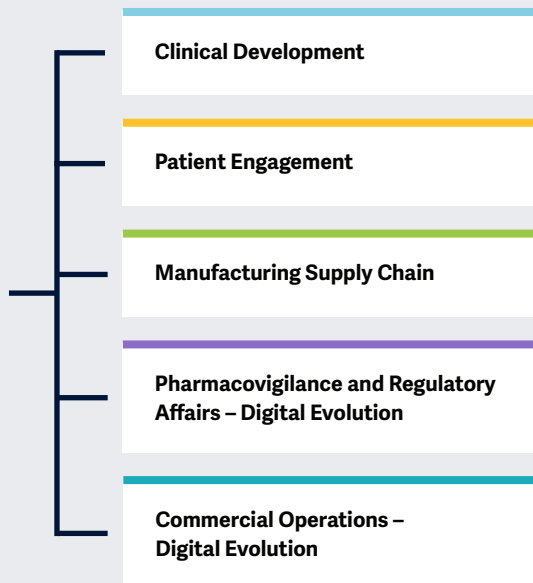 Clinical Development
Patient Engagement
Manufacturing Supply Chain
Pharmacovigilance and Regulatory
Affairs – Digital Evolution
Commercial Operations –
Digital Evolution